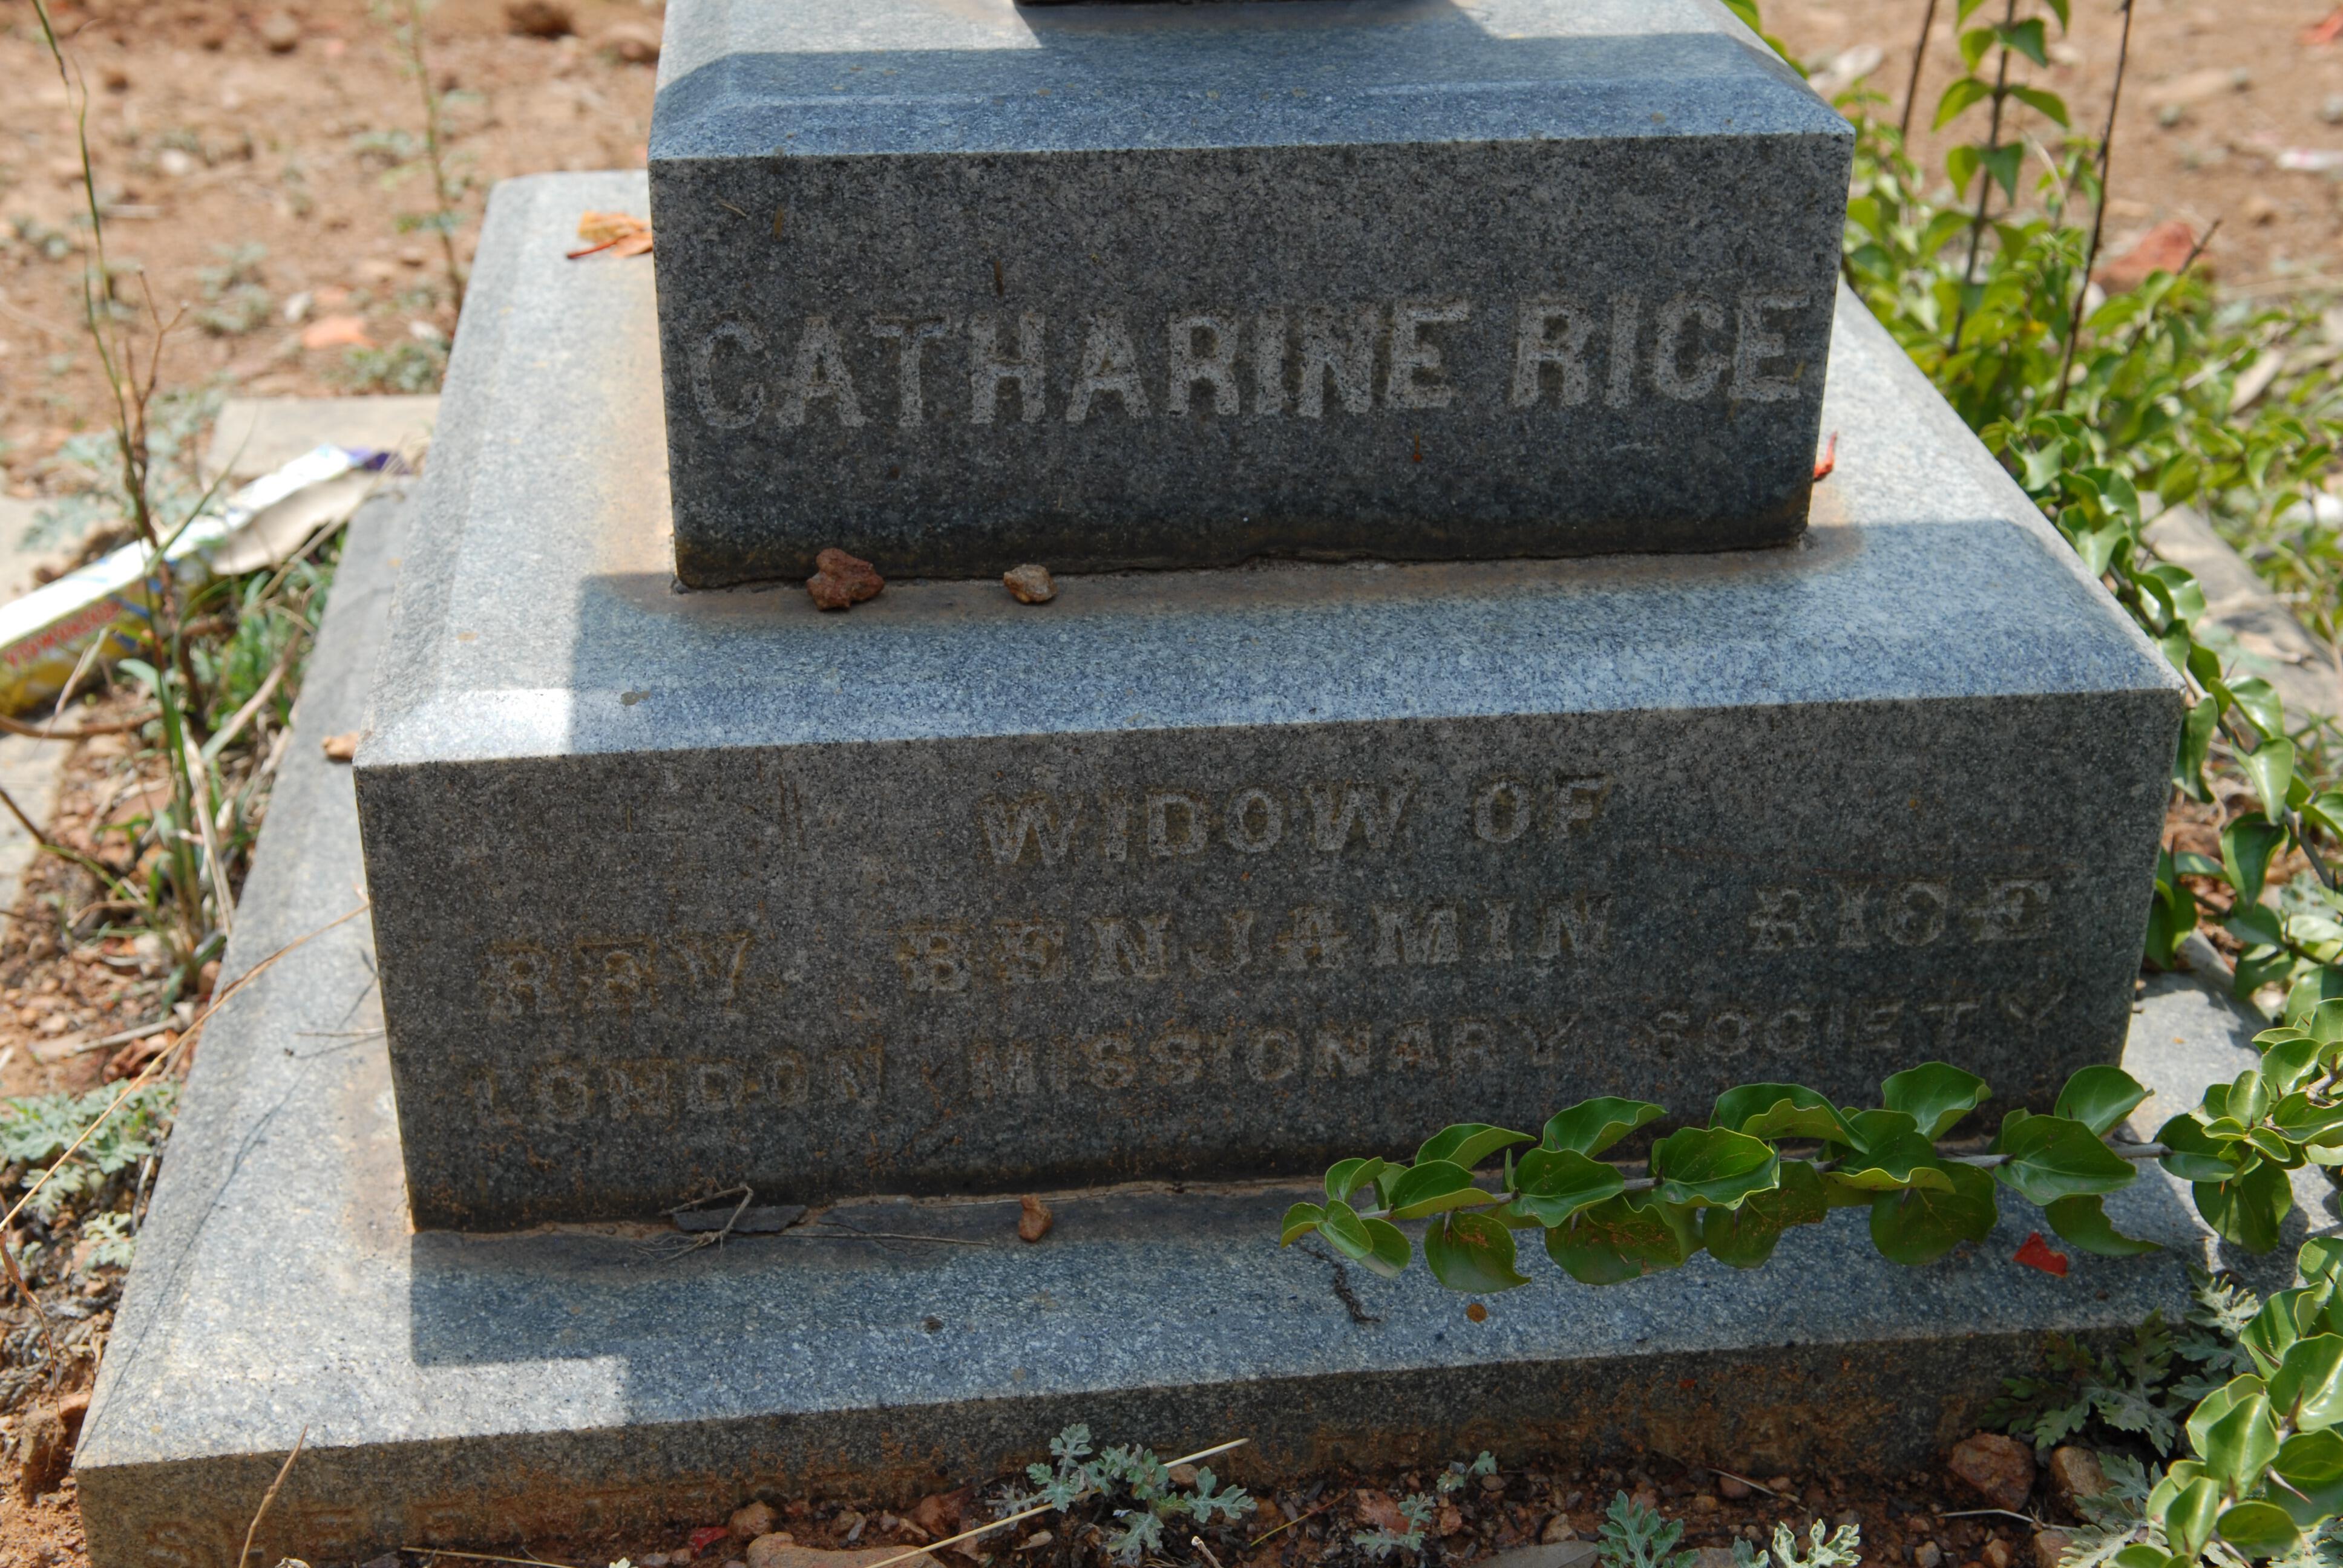 CATHARINE RICE
WIDOW OF
REV. BENJAMIN RICE
LONDON MISSIONARY SOCIETY